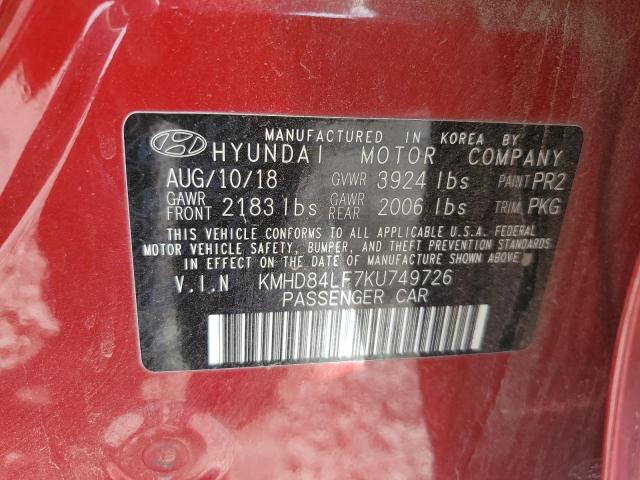 MANUFACTURED IN KOREA BY
HYUNDAI MOTOR COMPANY
AUG/10/18 GVWR 3924 lbs PAINT PR2
GAWR FRONT 2183 lbs GAWR REAR 2006 lbs TRIM PKG
THIS VEHICLE CONFORMS TO ALL APPLICABLE U.S.A. FEDERAL
MOTOR VEHICLE SAFETY, BUMPER, AND THEFT PREVENTION STANDARDS
IN EFFECT ON THE DATE OF MANUFACTURE SHOWN ABOVE.
V.I.N KMHD84LF7KU749726
PASSENGER CAR